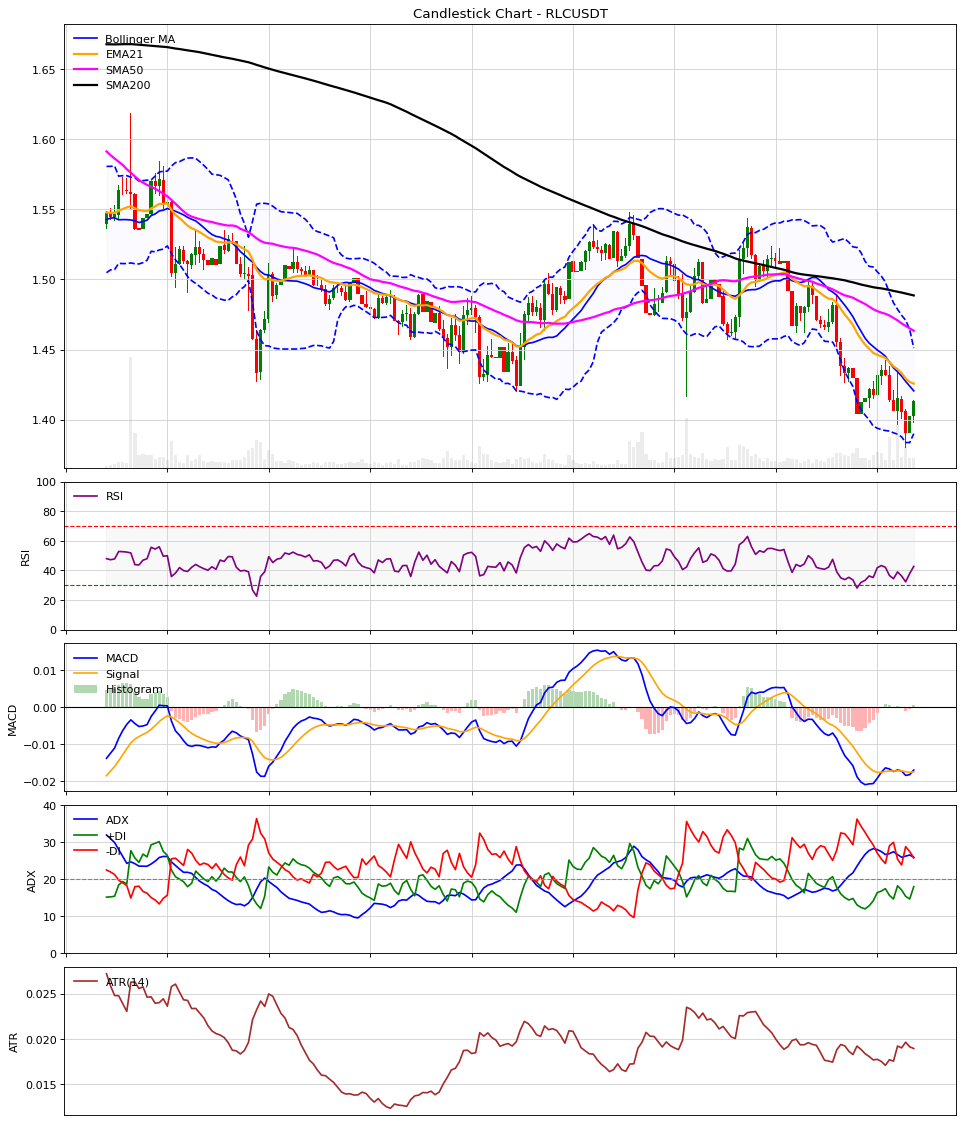 Candlestick Chart - RLCUSDT
Bollinger MA
EMA21
SMA50
SMA200
1.65
1.60
1.55
1.50
1.45
1.40
RSI
RSI
100
80
60
40
20
0
MACD
Signal
Histogram
MACD
0.01
0.00
−0.01
−0.02
ADX
+DI
-DI
ADX
40
30
20
10
0
ATR(14)
ATR
0.025
0.020
0.015